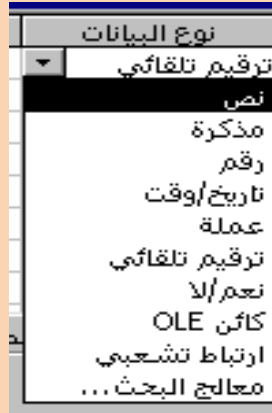 نوع البيانات
ترقيم تلقائي
نص
مذكرة
رقم
تاريخ/وقت
عملة
ترقيم تلقائي
نعم/لا
كائن OLE
ارتباط تشعبي
معالج البحث...